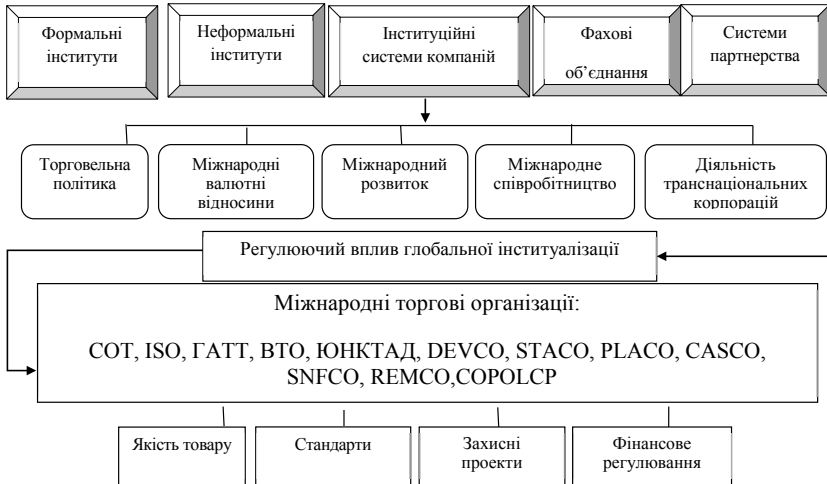 Формальні
інститути
Неформальні
інститути
Інституційні
системи компаній
Фахові
об’єднання
Системи
партнерства
Торговельна
політика
Міжнародні
валютні
відносини
Міжнародний
розвиток
Міжнародне
співробітництво
Діяльність
транснаціональних
корпорацій
Регулюючий вплив глобальної інституалізації
Міжнародні торгові організації:
СОТ, ISO, ГАТТ, ВТО, ЮНКТАД, DEVCO, STACO, PLACO, CASCO,
SNFCO, REMCO,COPOLCP
Якість товару
Стандарти
Захисні
проекти
Фінансове
регулювання